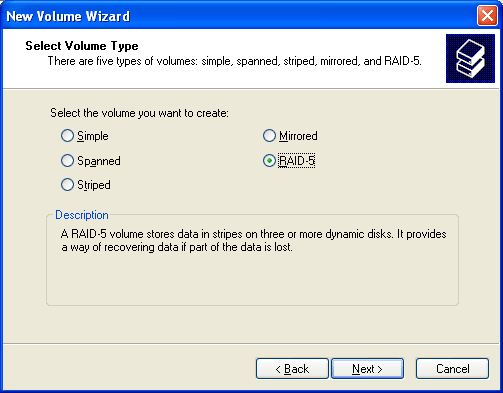 New Volume Wizard
Select Volume Type
There are five types of volumes: simple, spanned, striped, mirrored, and RAID-5.
Select the volume you want to create:
Simple
Mirrored
Spanned
RAID-5
Striped
Description
A RAID-5 volume stores data in stripes on three or more dynamic disks. It provides
a way of recovering data if part of the data is lost.
< Back
Next >
Cancel